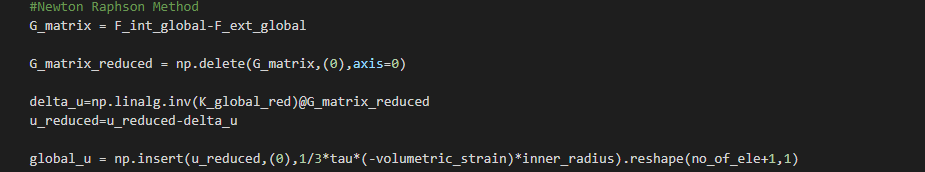 #Newton Raphson Method
G_matrix = F_int_global-F_ext_global
G_matrix_reduced = np.delete(G_matrix,(0),axis=0)
delta_u=np.linalg.inv(K_global_red)@G_matrix_reduced
u_reduced=u_reduced-delta_u
global_u = np.insert(u_reduced,(0),1/3*tau*(-volumetric_strain)*inner_radius).reshape(no_of_ele+1,1)